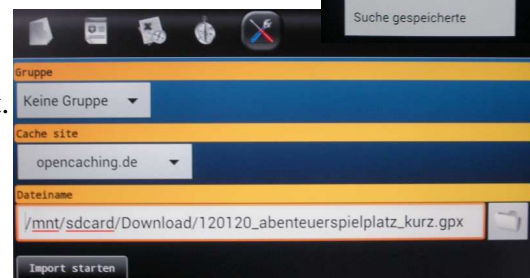 Suche gespeicherte
Gruppe
Keine Gruppe
Cache site
opencaching.de
Dateiname
/mnt/sdcard/Download/120120_abenteuerspielplatz_kurz.gpx
Import starten